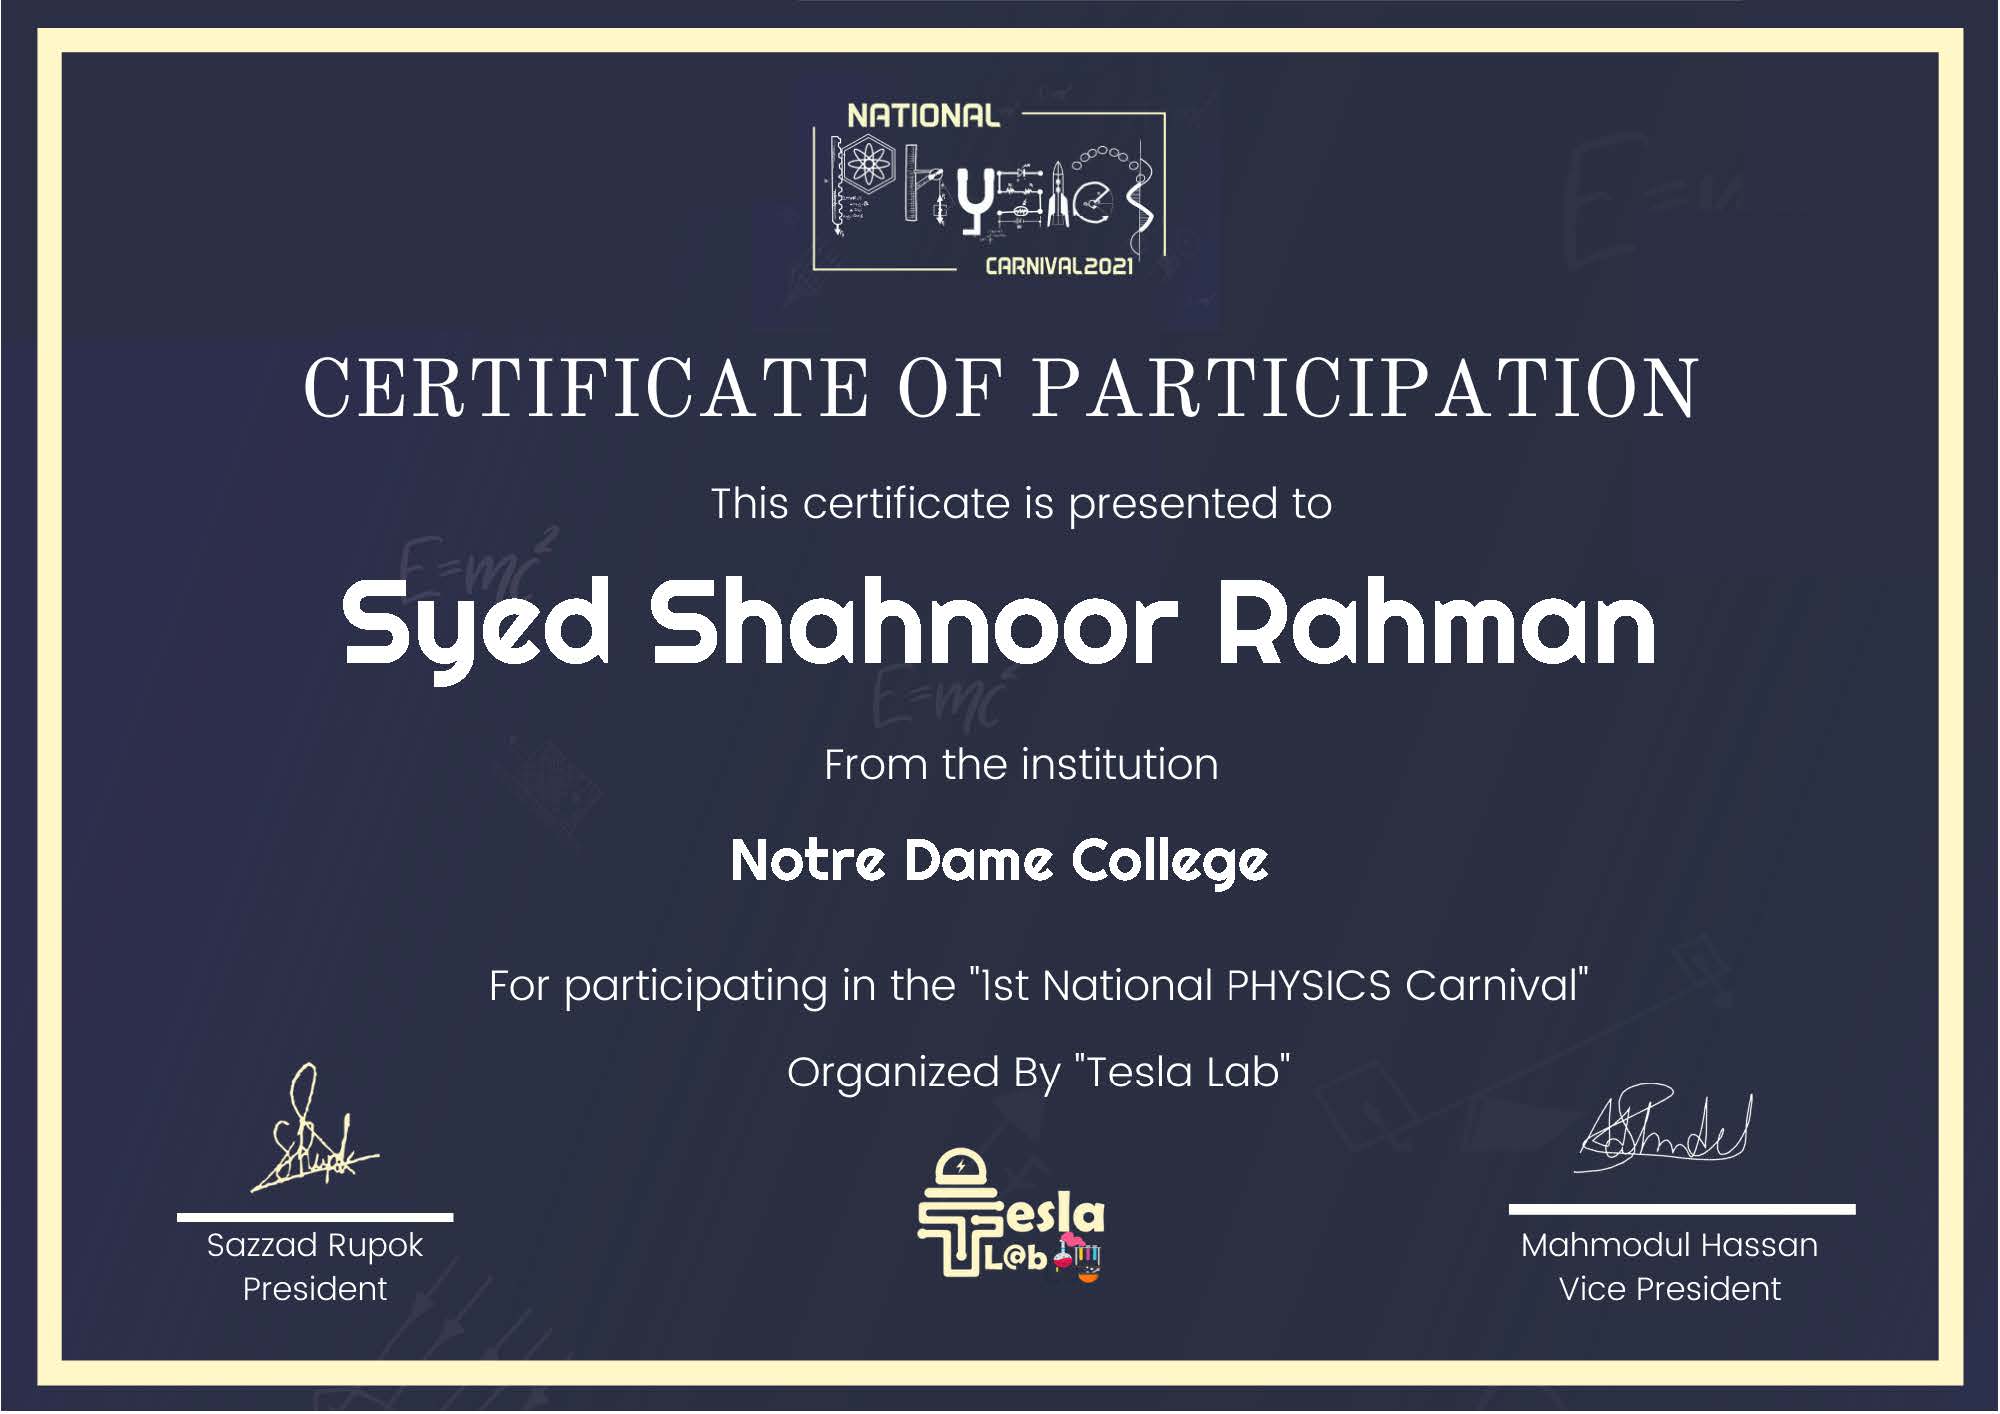 NATIONAL
Physics
CARNIVAL2021
CERTIFICATE OF PARTICIPATION
This certificate is presented to
E=mc²
Syed Shahnoor Rahman
E=mc²
From the institution
Notre Dame College
For participating in the "1st National PHYSICS Carnival"
Organized By "Tesla Lab"
Tesla
L@b
Sazzad Rupok
President
Mahmodul Hassan
Vice President